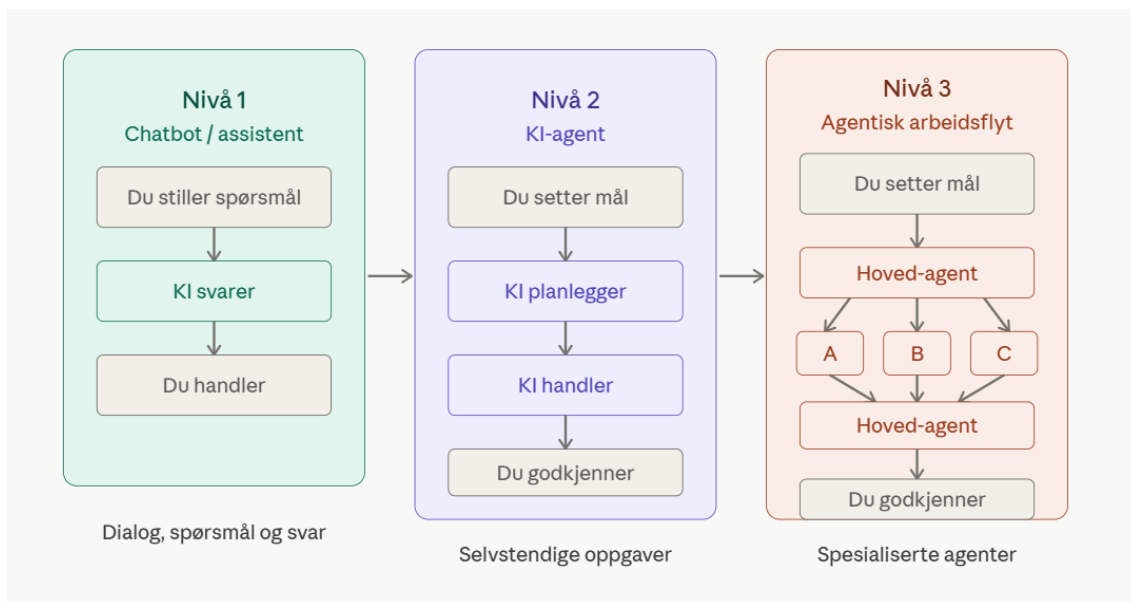 Nivå 1
Chatbot / assistent
Du stiller spørsmål
KI svarer
Du handler
Dialog, spørsmål og svar
Nivå 2
KI-agent
Du setter mål
KI planlegger
KI handler
Du godkjenner
Selvstendige oppgaver
Nivå 3
Agentisk arbeidsflyt
Du setter mål
Hoved-agent
A
B
C
Hoved-agent
Du godkjenner
Spesialiserte agenter